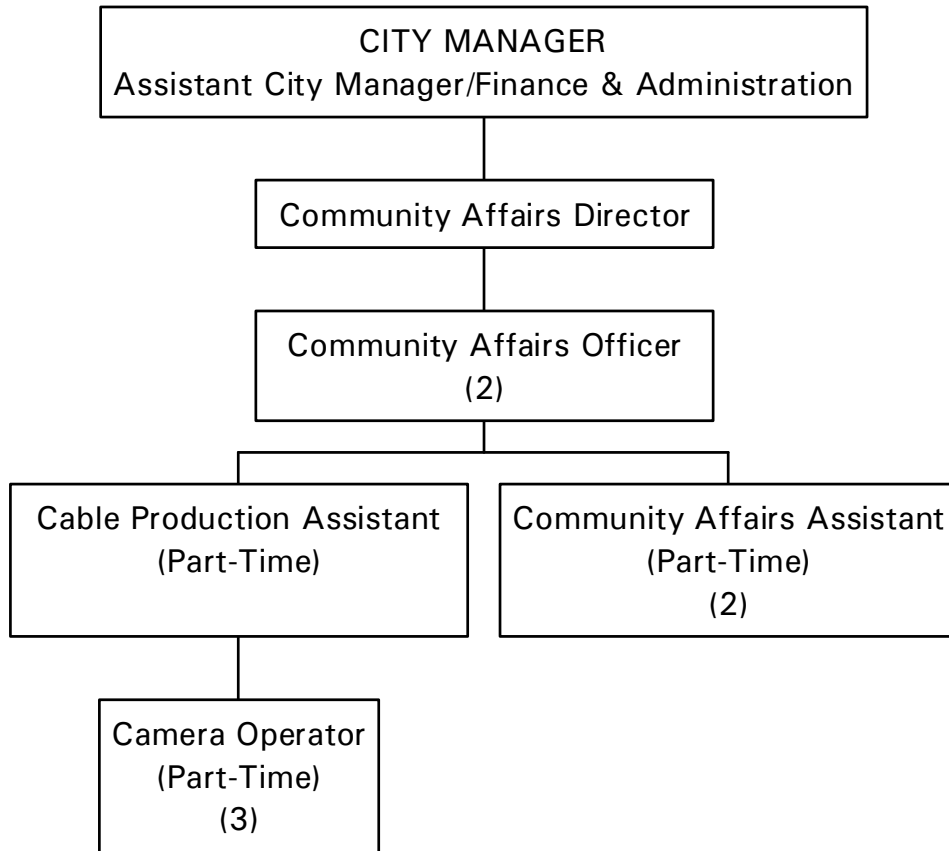 CITY MANAGER
Assistant City Manager/Finance & Administration
Community Affairs Director
Community Affairs Officer
(2)
Cable Production Assistant
(Part-Time)
Community Affairs Assistant
(Part-Time)
(2)
Camera Operator
(Part-Time)
(3)